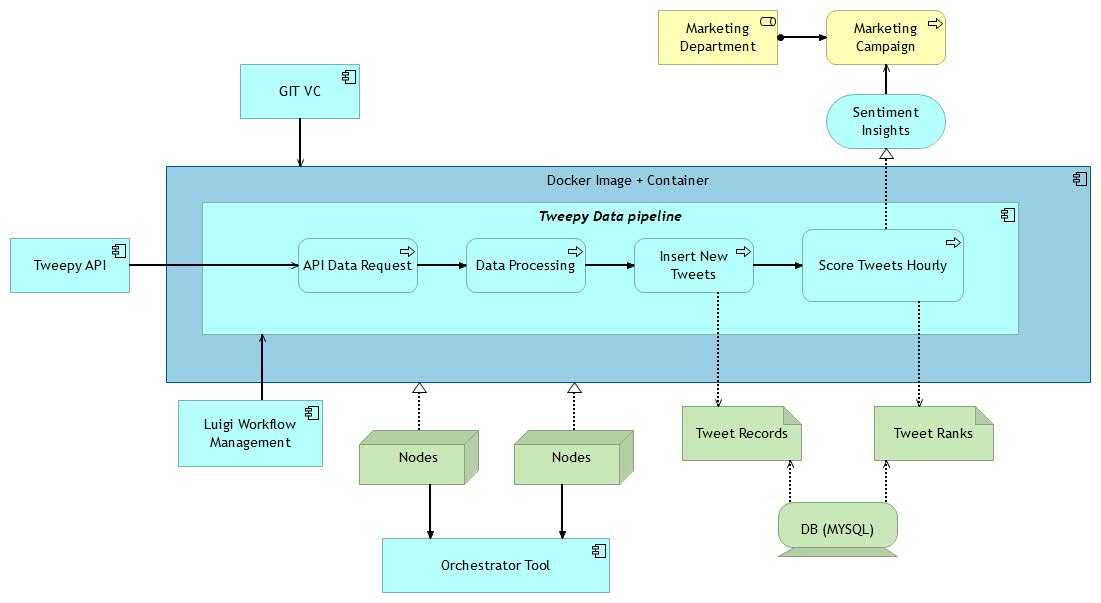 Marketing
Department
Marketing
Campaign
GIT VC
Sentiment
Insights
Docker Image + Container
Tweepy Data pipeline
Tweepy API
API Data Request
Data Processing
Insert New
Tweets
Score Tweets Hourly
Luigi Workflow
Management
Nodes
Nodes
Tweet Records
Tweet Ranks
DB (MYSQL)
Orchestrator Tool